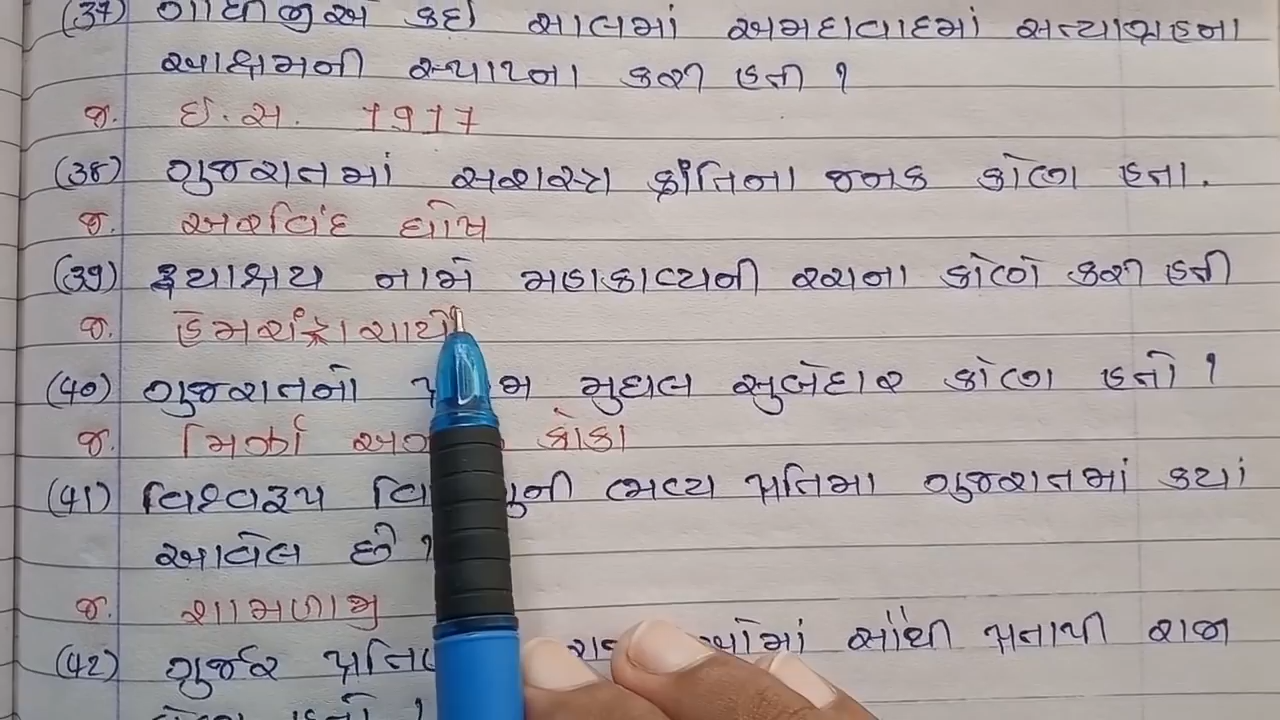 (37) ગાંધીજીએ કઈ સાલમાં અમદાવાદમાં સત્યાગ્રહના
આશ્રમની સ્થાપના કરી હતી ?
જ. ઈ.સ. 1917
(38) ગુજરાતમાં સશસ્ત્ર ક્રાંતિના જનક કોણ હતા.
જ. અરવિંદ ઘોષ
(39) દ્વયાશ્રય નામે મહાકાવ્યની રચના કોણે કરી હતી
જ. હેમચંદ્રાચાર્ય
(40) ગુજરાતનો મુઘલ સુબેદાર કોણ હતો ?
જ. મિર્ઝા કોકા
(41) વિશ્વરૂપ ભવ્ય પ્રતિમા ગુજરાતમાં કયાં
આવેલ છે ?
જ. શામળાજી
(42) ગુર્જર સૌથી પ્રતાપી રાજા